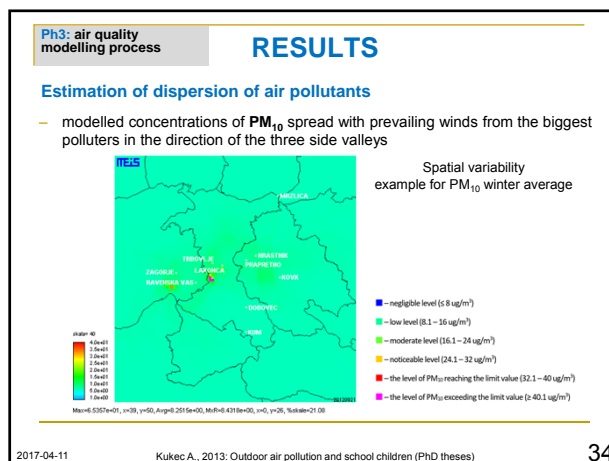 Ph3: air quality
modelling process
RESULTS
Estimation of dispersion of air pollutants
– modelled concentrations of PM10 spread with prevailing winds from the biggest
polluters in the direction of the three side valleys
MEIS
Spatial variability
example for PM10 winter average
TRBOVLJE
HRASTNIK
PRAPRETNO
LAKONCA
ZAGORJE
KOVK
RAVENSKA VAS
DOBOVEC
KUM
– negligible level (≤ 8 ug/m³)
– low level (8.1 – 16 ug/m³)
– moderate level (16.1 – 24 ug/m³)
– noticeable level (24.1 – 32 ug/m³)
– the level of PM10 reaching the limit value (32.1 – 40 ug/m³)
– the level of PM10 exceeding the limit value (≥ 40.1 ug/m³)
skala= 40
4.0e+01
3.5e+01
3.0e+01
2.5e+01
2.0e+01
1.5e+01
1.0e+01
5.0e+00
1.0e+00
Max=6.5357e+01, x=39, y=50, Avg=8.2515e+00, MxR=8.4318e+00, x=0, y=26, %skale=21.08
2017-04-11
Kukec A., 2013: Outdoor air pollution and school children (PhD theses)
34